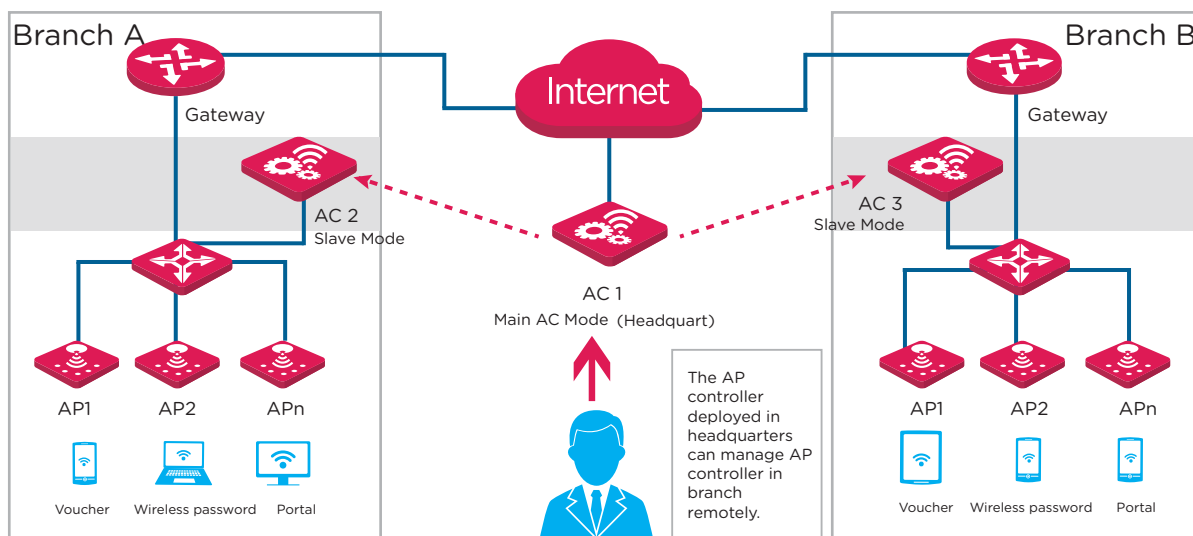 Branch A
Gateway
AC 2
Slave Mode
AP1 AP2 APn
Voucher Wireless password Portal
Internet
AC 1
Main AC Mode (Headquart)
The AP
controller
deployed in
headquarters
can manage AP
controller in
branch
remotely.
Branch B
Gateway
AC 3
Slave Mode
AP1 AP2 APn
Voucher Wireless password Portal